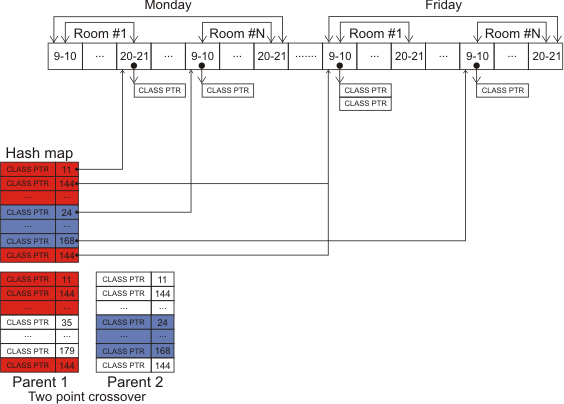 Monday Friday
Room #1 Room #N Room #1 Room #N
9-10 ... 20-21 ... 9-10 ... 20-21 ....... 9-10 ... 20-21 ... 9-10 ... 20-21
CLASS PTR CLASS PTR CLASS PTR CLASS PTR
CLASS PTR
Hash map
CLASS PTR 11
CLASS PTR 144
... ...
CLASS PTR 24
... ...
CLASS PTR 168
CLASS PTR 144
CLASS PTR 11 CLASS PTR 11
CLASS PTR 144 CLASS PTR 144
... ... ... ...
CLASS PTR 35 CLASS PTR 24
... ... ... ...
CLASS PTR 179 CLASS PTR 168
CLASS PTR 144 CLASS PTR 144
Parent 1 Parent 2
Two point crossover